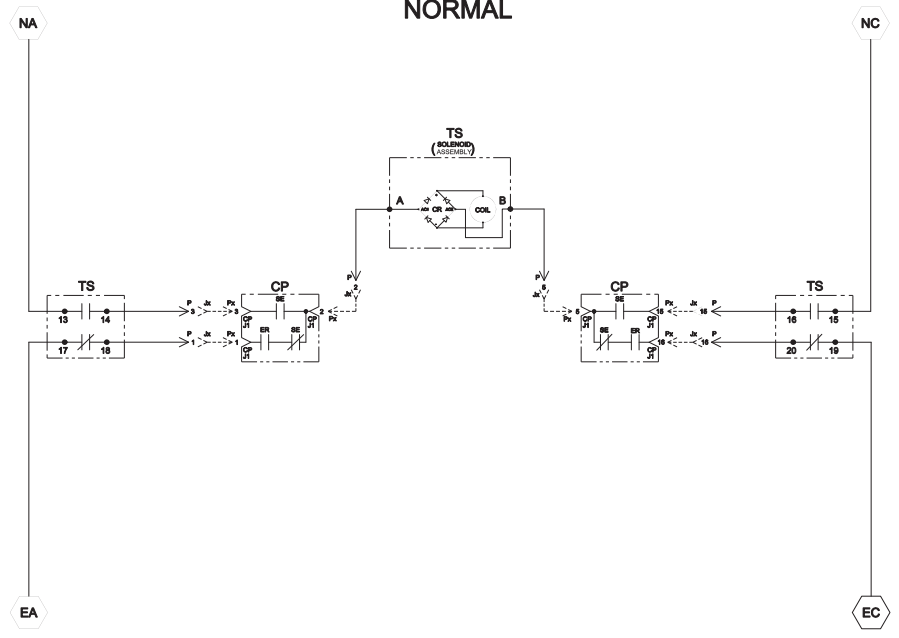 NORMAL
NA
NC
TS
(SOLENOID
ASSEMBLY)
A
B
AC1 CR AC2
COIL
P
2
Jx
P
5
Jx
TS
CP
CP
TS
13 14
P
3
Jx
Px
3
SE
CP
J1
CP
J1
2
Px
17 18
P
1
Jx
Px
1
ER
SE
CP
J1
5
Px
CP
J1
SE
15
CP
J1
Px
Jx
15
P
16 15
SE
ER
16
CP
J1
Px
Jx
16
P
20 19
EA
EC